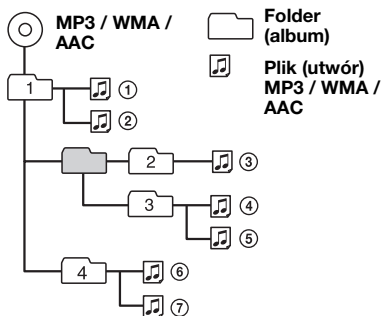 MP3 / WMA /
AAC
Folder
(album)
Plik (utwór)
MP3 / WMA /
AAC
1
①
②
2
③
3
④
⑤
4
⑥
⑦